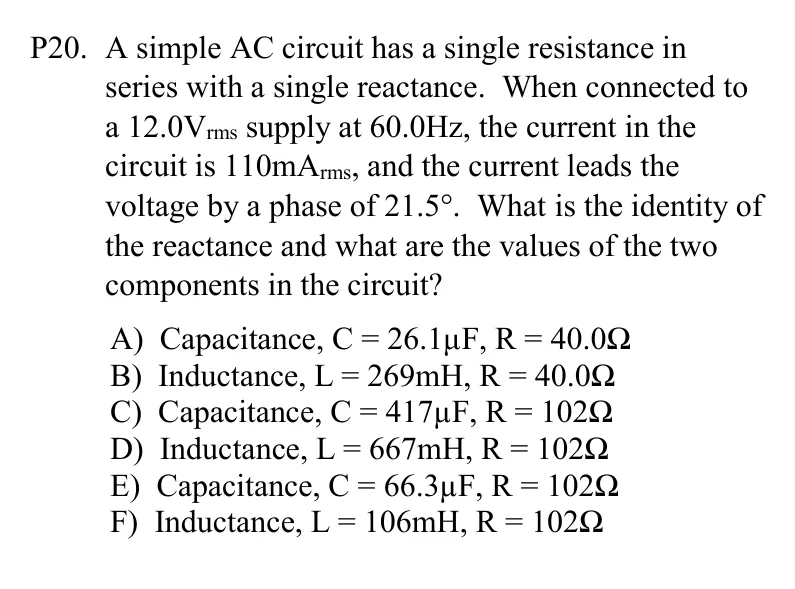 P20. A simple AC circuit has a single resistance in
series with a single reactance. When connected to
a 12.0Vrms supply at 60.0Hz, the current in the
circuit is 110mArms, and the current leads the
voltage by a phase of 21.5°. What is the identity of
the reactance and what are the values of the two
components in the circuit?
A) Capacitance, C = 26.1µF, R = 40.0Ω
B) Inductance, L = 269mH, R = 40.0Ω
C) Capacitance, C = 417µF, R = 102Ω
D) Inductance, L = 667mH, R = 102Ω
E) Capacitance, C = 66.3µF, R = 102Ω
F) Inductance, L = 106mH, R = 102Ω